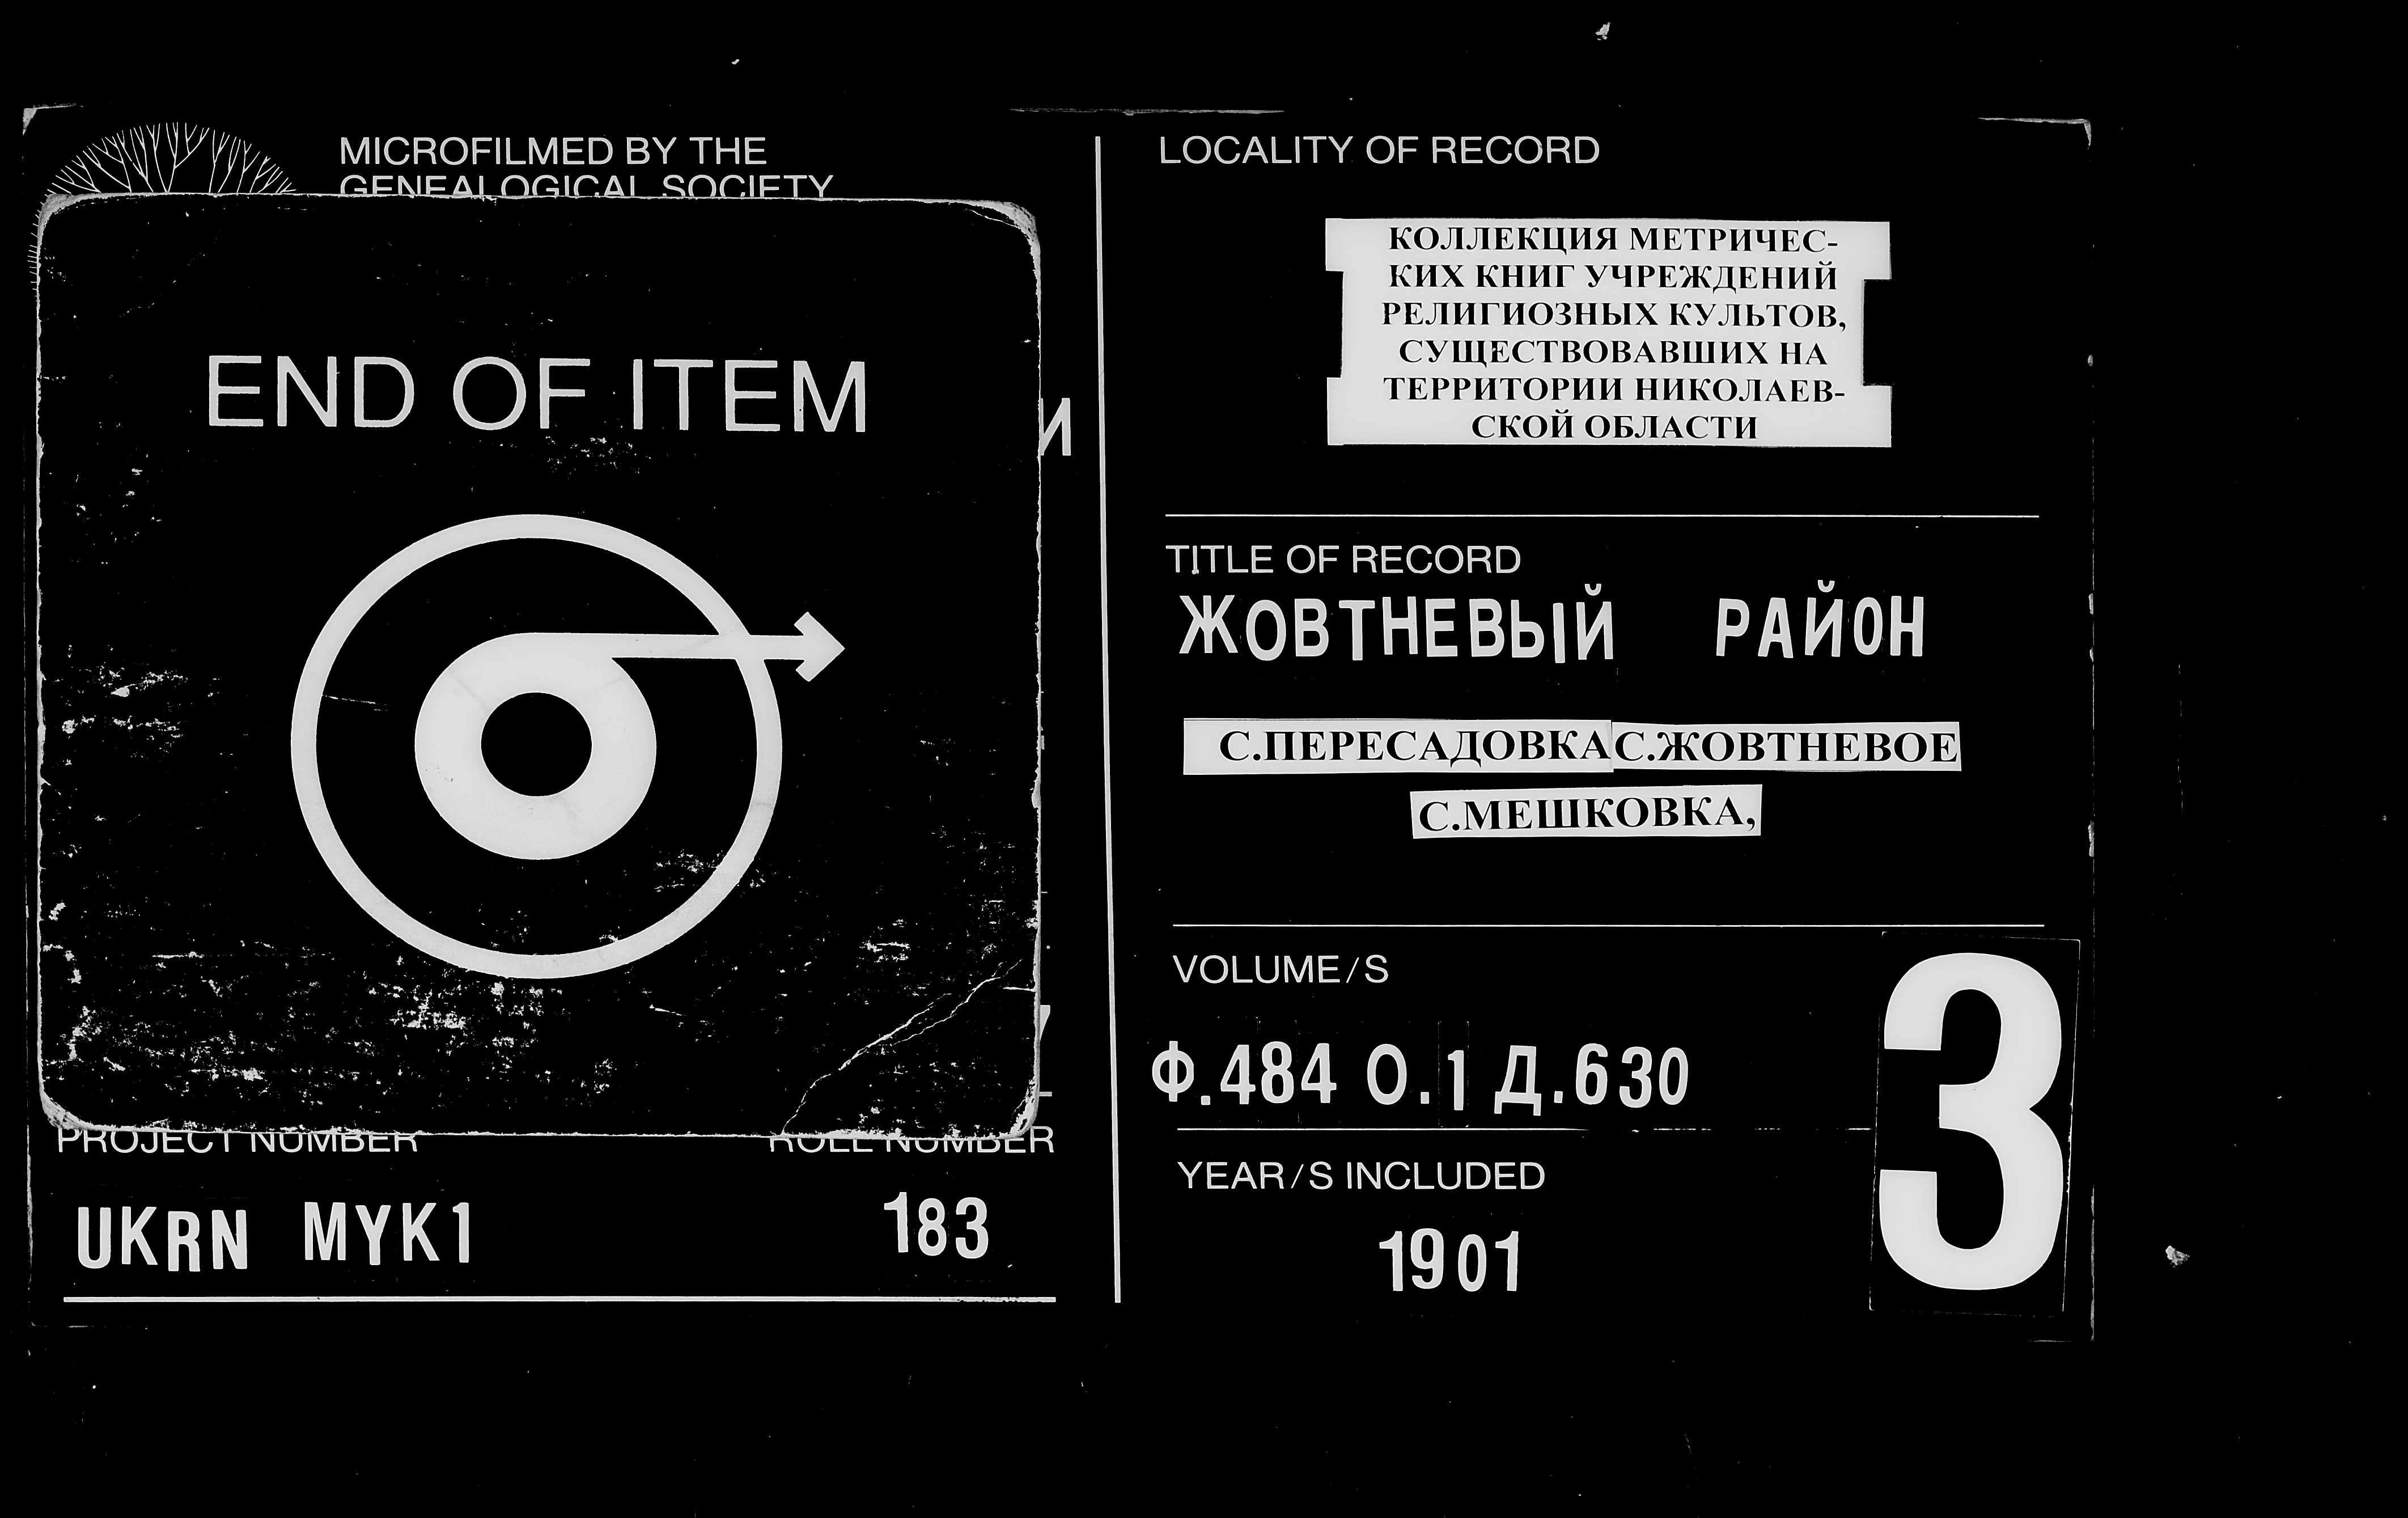 MICROFILMED BY THE
GENEALOGICAL SOCIETY
END OF ITEM
PROJECT NUMBER
ROLL NUMBER
UKRN MYK1
183
LOCALITY OF RECORD
КОЛЛЕКЦИЯ МЕТРИЧЕС-
КИХ КНИГ УЧРЕЖДЕНИЙ
РЕЛИГИОЗНЫХ КУЛЬТОВ,
СУЩЕСТВОВАВШИХ НА
ТЕРРИТОРИИ НИКОЛАЕВ-
СКОЙ ОБЛАСТИ
TITLE OF RECORD
ЖОВТНЕВЫЙ РАЙОН
С.ПЕРЕСАДОВКА С.ЖОВТНЕВОЕ
С.МЕШКОВКА,
VOLUME/S
Ф.484 О.1 Д.630
YEAR/S INCLUDED
1901
3